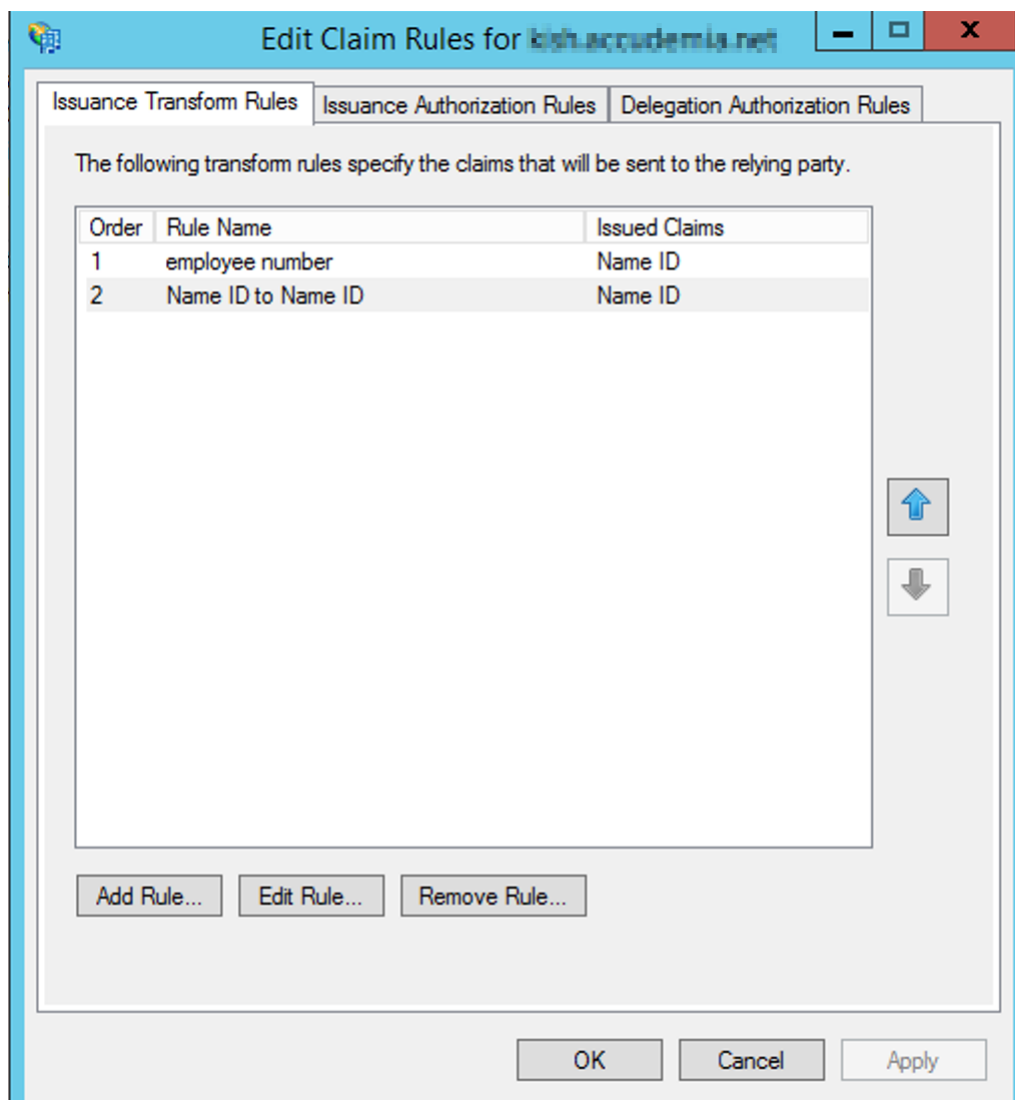 Edit Claim Rules for
Issuance Transform Rules Issuance Authorization Rules Delegation Authorization Rules
The following transform rules specify the claims that will be sent to the relying party.
Order Rule Name Issued Claims
1 employee number Name ID
2 Name ID to Name ID Name ID
Add Rule... Edit Rule... Remove Rule...
OK Cancel Apply